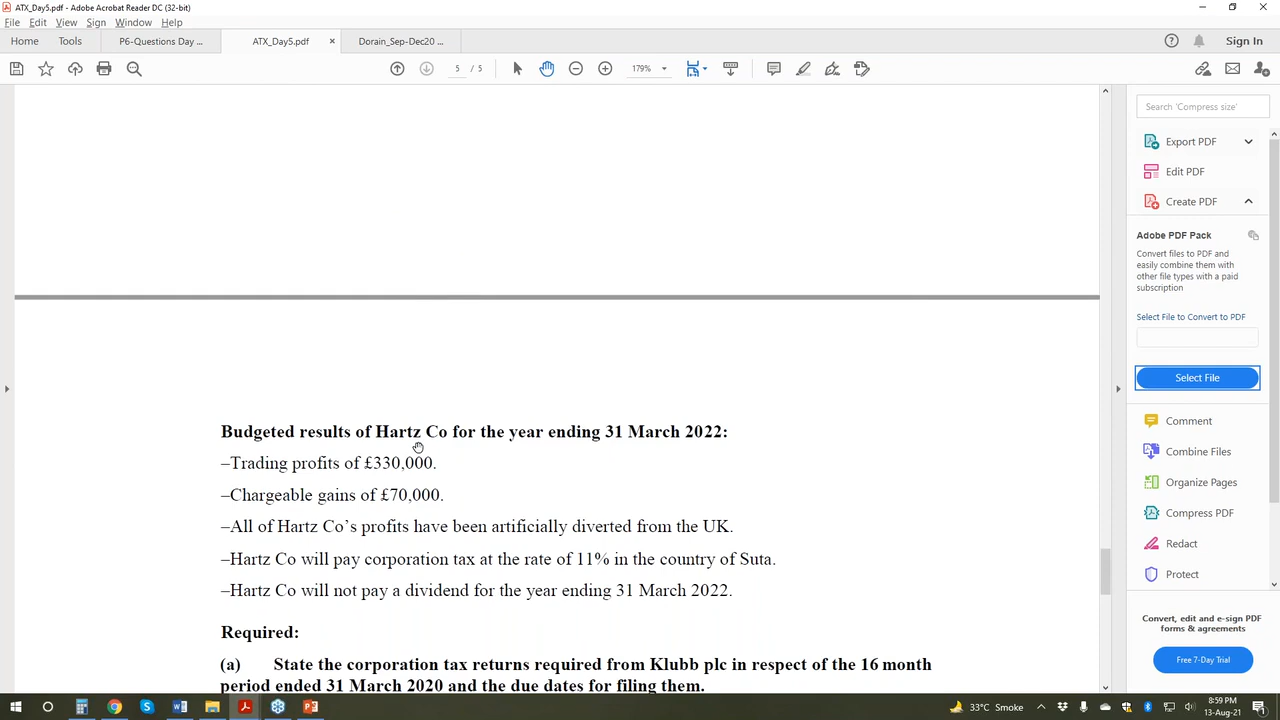 ATX_Day5.pdf - Adobe Acrobat Reader DC (32-bit)
File Edit View Sign Window Help
Home Tools P6-Questions Day ... ATX_Day5.pdf × Dorain_Sep-Dec20 ... Sign In
5 / 5 179%
Search 'Compress size'
Export PDF
Edit PDF
Create PDF
Adobe PDF Pack
Convert files to PDF and
easily combine them with
other file types with a paid
subscription
Select File to Convert to PDF
Select File
Comment
Combine Files
Organize Pages
Compress PDF
Redact
Protect
Convert, edit and e-sign PDF
forms & agreements
Free 7-Day Trial
Budgeted results of Hartz Co for the year ending 31 March 2022:
–Trading profits of £330,000.
–Chargeable gains of £70,000.
–All of Hartz Co's profits have been artificially diverted from the UK.
–Hartz Co will pay corporation tax at the rate of 11% in the country of Suta.
–Hartz Co will not pay a dividend for the year ending 31 March 2022.
Required:
(a) State the corporation tax returns required from Klubb plc in respect of the 16 month
period ended 31 March 2020 and the due dates for filing them.
33°C Smoke
8:59 PM
13-Aug-21